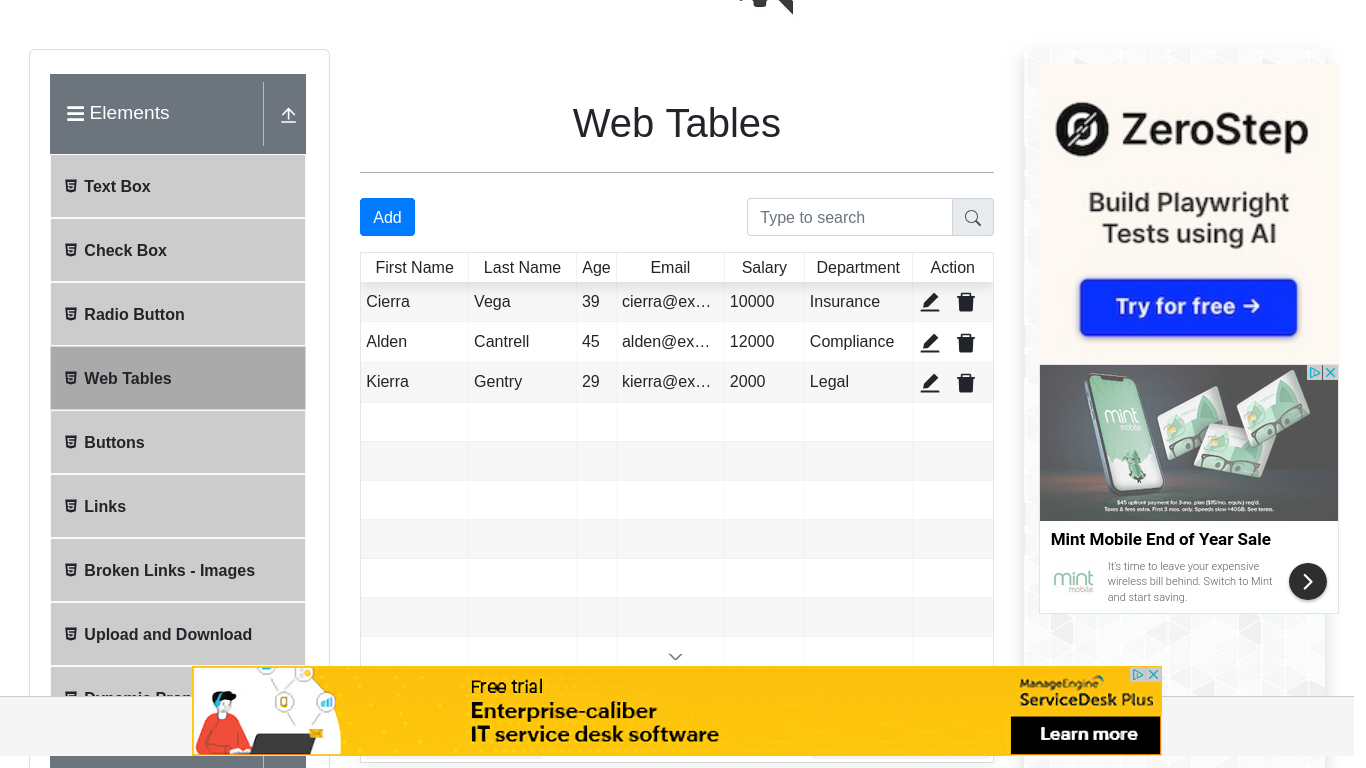 Elements
Text Box
Check Box
Radio Button
Web Tables
Buttons
Links
Broken Links - Images
Upload and Download
Web Tables
Add
Type to search
First Name Last Name Age Email Salary Department Action
Cierra Vega 39 cierra@ex... 10000 Insurance
Alden Cantrell 45 alden@ex... 12000 Compliance
Kierra Gentry 29 kierra@ex... 2000 Legal
ZeroStep
Build Playwright
Tests using AI
Try for free →
mint
mobile
$45 upfront payment for 3-mo. plan ($15/mo. equiv.) req'd.
Taxes & fees extra. First 3 mos. only. Speeds slow >40GB. See terms.
Mint Mobile End of Year Sale
mint
mobile
It's time to leave your expensive
wireless bill behind. Switch to Mint
and start saving.
Free trial
Enterprise-caliber
IT service desk software
ManageEngine
ServiceDesk Plus
Learn more